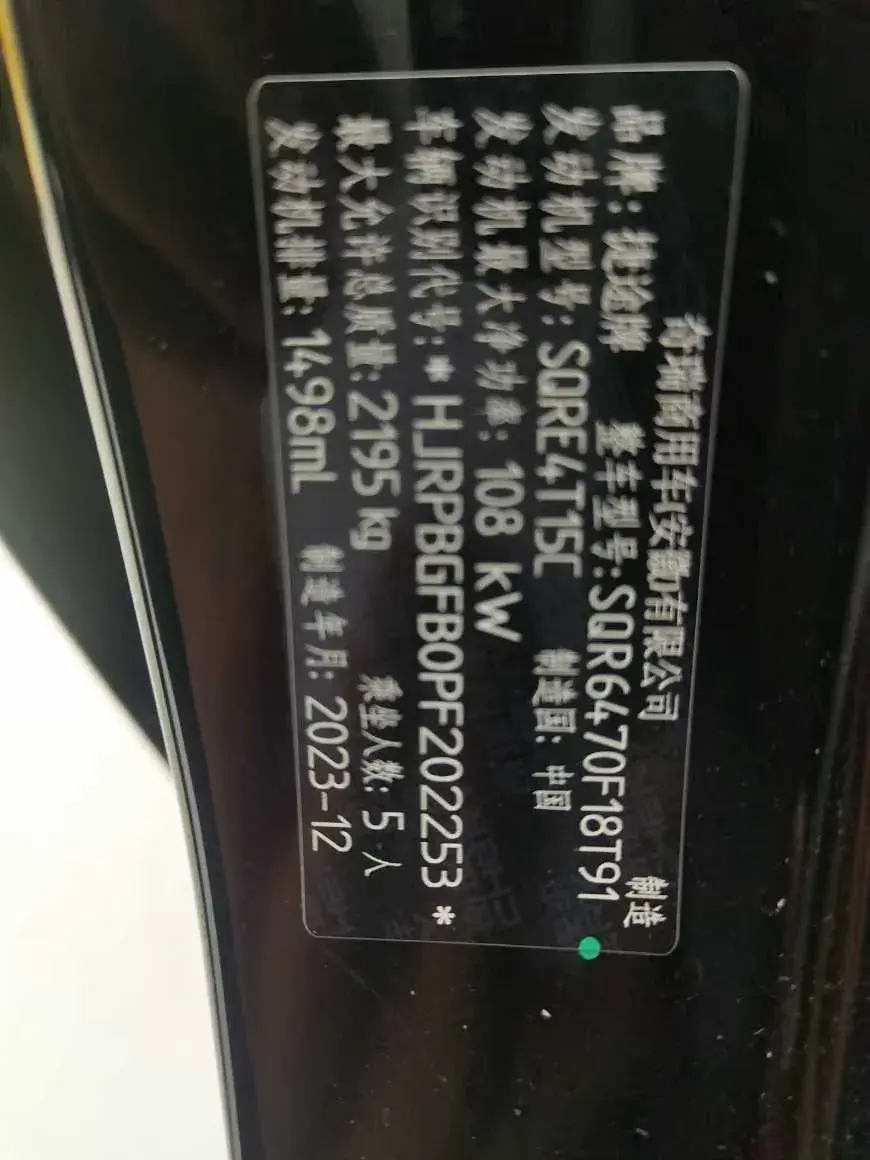 奇瑞商用车(安徽)有限公司 制造
品牌:捷途牌 整车型号:SQR6470F18T91
发动机型号:SQRE4T15C 制造国:中国
发动机最大净功率:108 kW
车辆识别代号:*HJRPBGFB0PF202253*
最大允许总质量:2195 kg 乘坐人数:5 人
发动机排量:1498mL 制造年月:2023-12